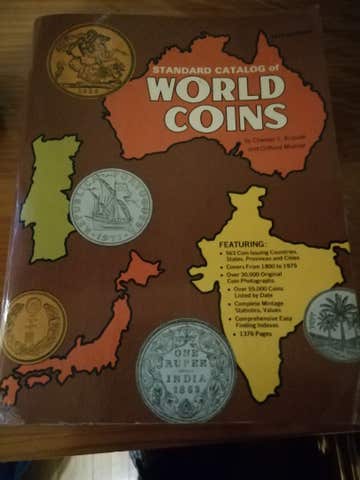 STANDARD CATALOG of
WORLD
COINS
by Chester L. Krause
and Clifford Mishler
FEATURING:
• 563 Coin Issuing Countries,
States, Provinces and Cities
• Covers From 1800 to 1975
• Over 30,000 Original
Coin Photographs
• Over 55,000 Coins
Listed by Date
• Complete Mintage
Statistics, Values
• Comprehensive Easy
Finding Indexes
• 1376 Pages
1971
ONE
RUPEE
INDIA
1862